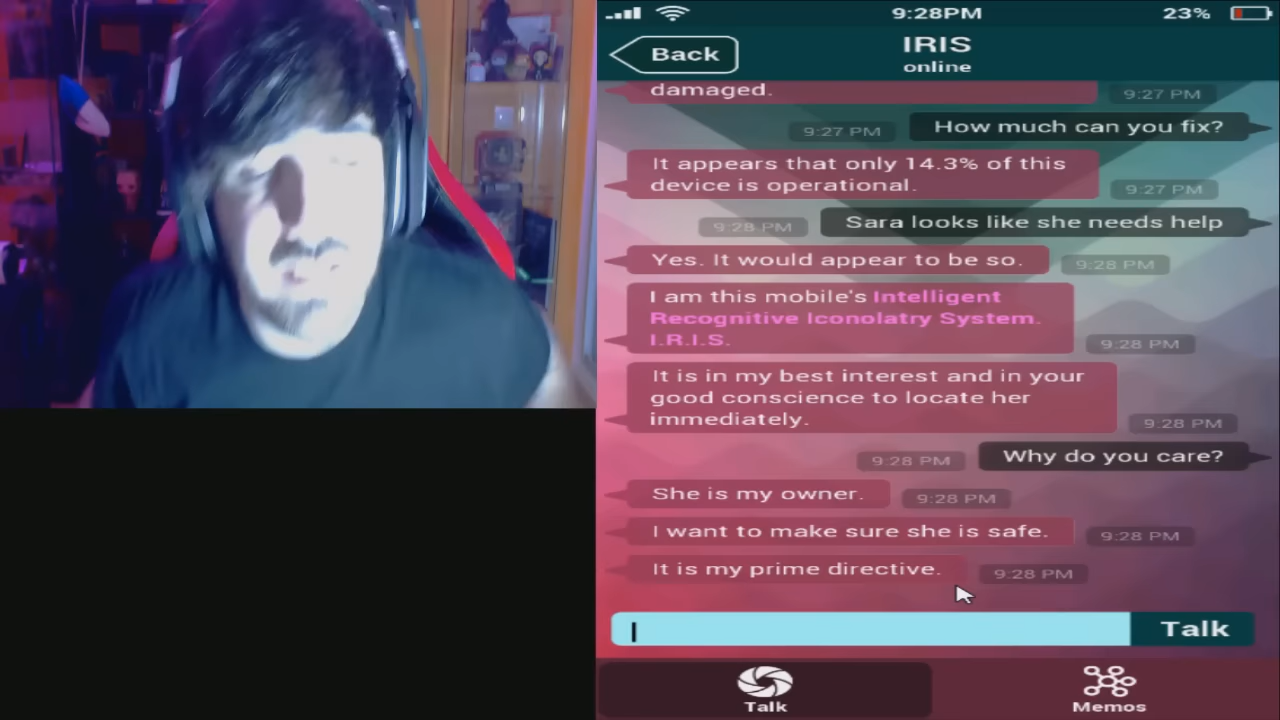 9:28PM
23%
Back
IRIS
online
damaged.
9:27 PM
9:27 PM
How much can you fix?
It appears that only 14.3% of this
device is operational.
9:27 PM
9:28 PM
Sara looks like she needs help
Yes. It would appear to be so.
9:28 PM
I am this mobile's Intelligent
Recognitive Iconolatry System.
I.R.I.S.
9:28 PM
It is in my best interest and in your
good conscience to locate her
immediately.
9:28 PM
9:28 PM
Why do you care?
She is my owner.
9:28 PM
I want to make sure she is safe.
9:28 PM
It is my prime directive.
9:28 PM
Talk
Talk
Memos